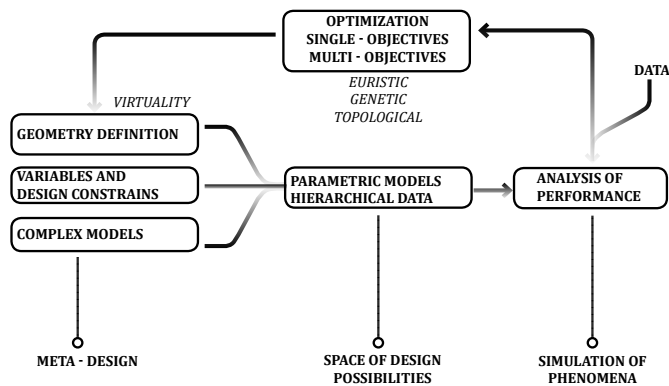 OPTIMIZATION
SINGLE - OBJECTIVES
MULTI - OBJECTIVES
EURISTIC
GENETIC
TOPOLOGICAL
DATA
VIRTUALITY
GEOMETRY DEFINITION
VARIABLES AND
DESIGN CONSTRAINS
COMPLEX MODELS
PARAMETRIC MODELS
HIERARCHICAL DATA
ANALYSIS OF
PERFORMANCE
META - DESIGN
SPACE OF DESIGN
POSSIBILITIES
SIMULATION OF
PHENOMENA